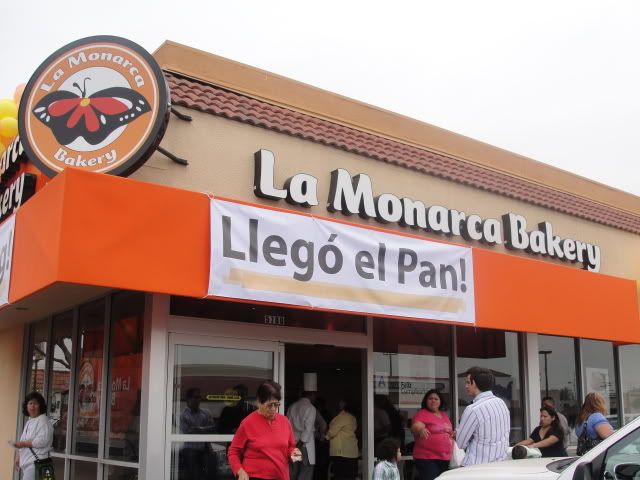 La Monarca
Bakery
La Monarca Bakery
Llegó el Pan!